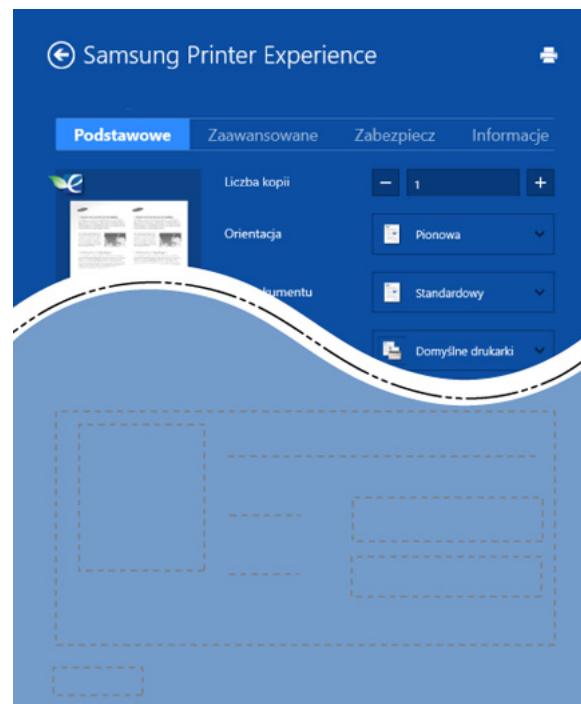 Samsung Printer Experience
Podstawowe Zaawansowane Zabezpiecz Informacje
Liczba kopii 1
Orientacja Pionowa
Standardowy
Domyślne drukarki